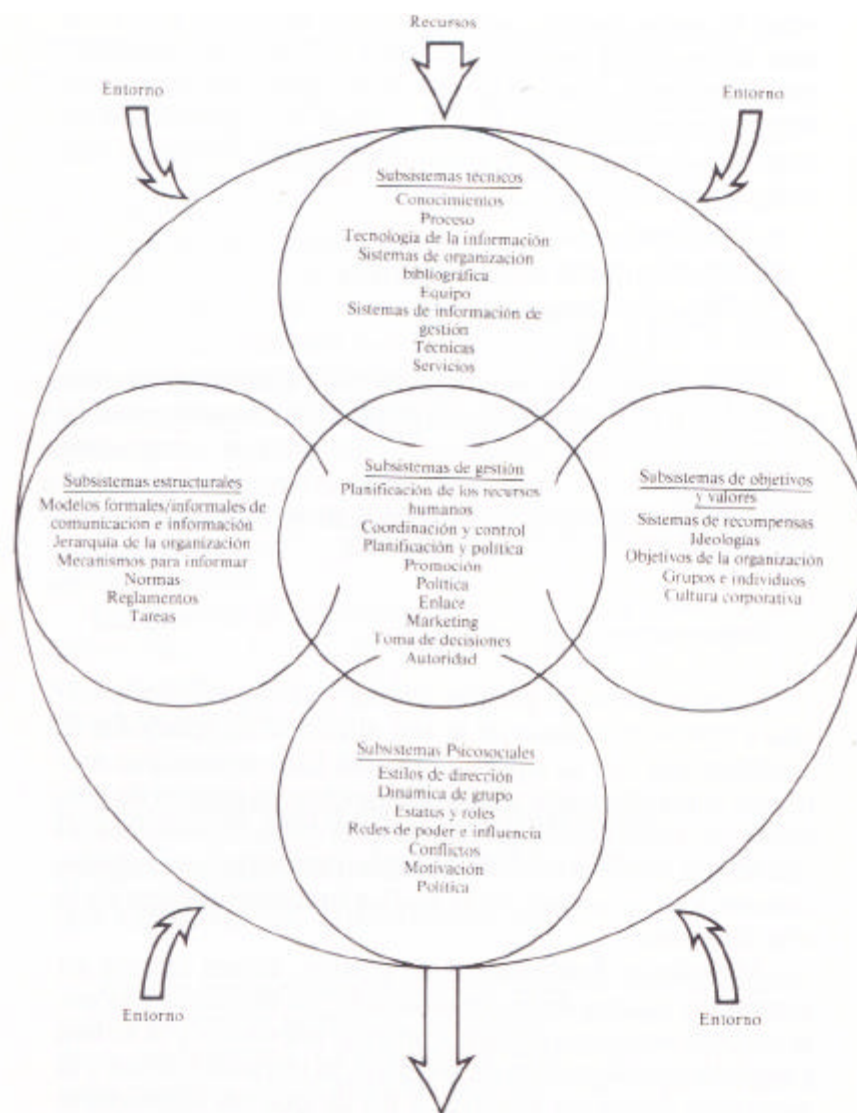 Recursos
Entorno
Entorno
Subsistemas técnicos
Conocimientos
Proceso
Tecnología de la información
Sistemas de organización
bibliográfica
Equipo
Sistemas de información de
gestión
Técnicas
Servicios
Subsistemas estructurales
Modelos formales/informales de
comunicación e información
Jerarquía de la organización
Mecanismos para informar
Normas
Reglamentos
Tareas
Subsistemas de gestión
Planificación de los recursos
humanos
Coordinación y control
Planificación y política
Promoción
Política
Enlace
Marketing
Toma de decisiones
Autoridad
Subsistemas de objetivos
y valores
Sistemas de recompensas
Ideologías
Objetivos de la organización
Grupos e individuos
Cultura corporativa
Subsistemas Psicosociales
Estilos de dirección
Dinámica de grupo
Estatus y roles
Redes de poder e influencia
Conflictos
Motivación
Política
Entorno
Entorno